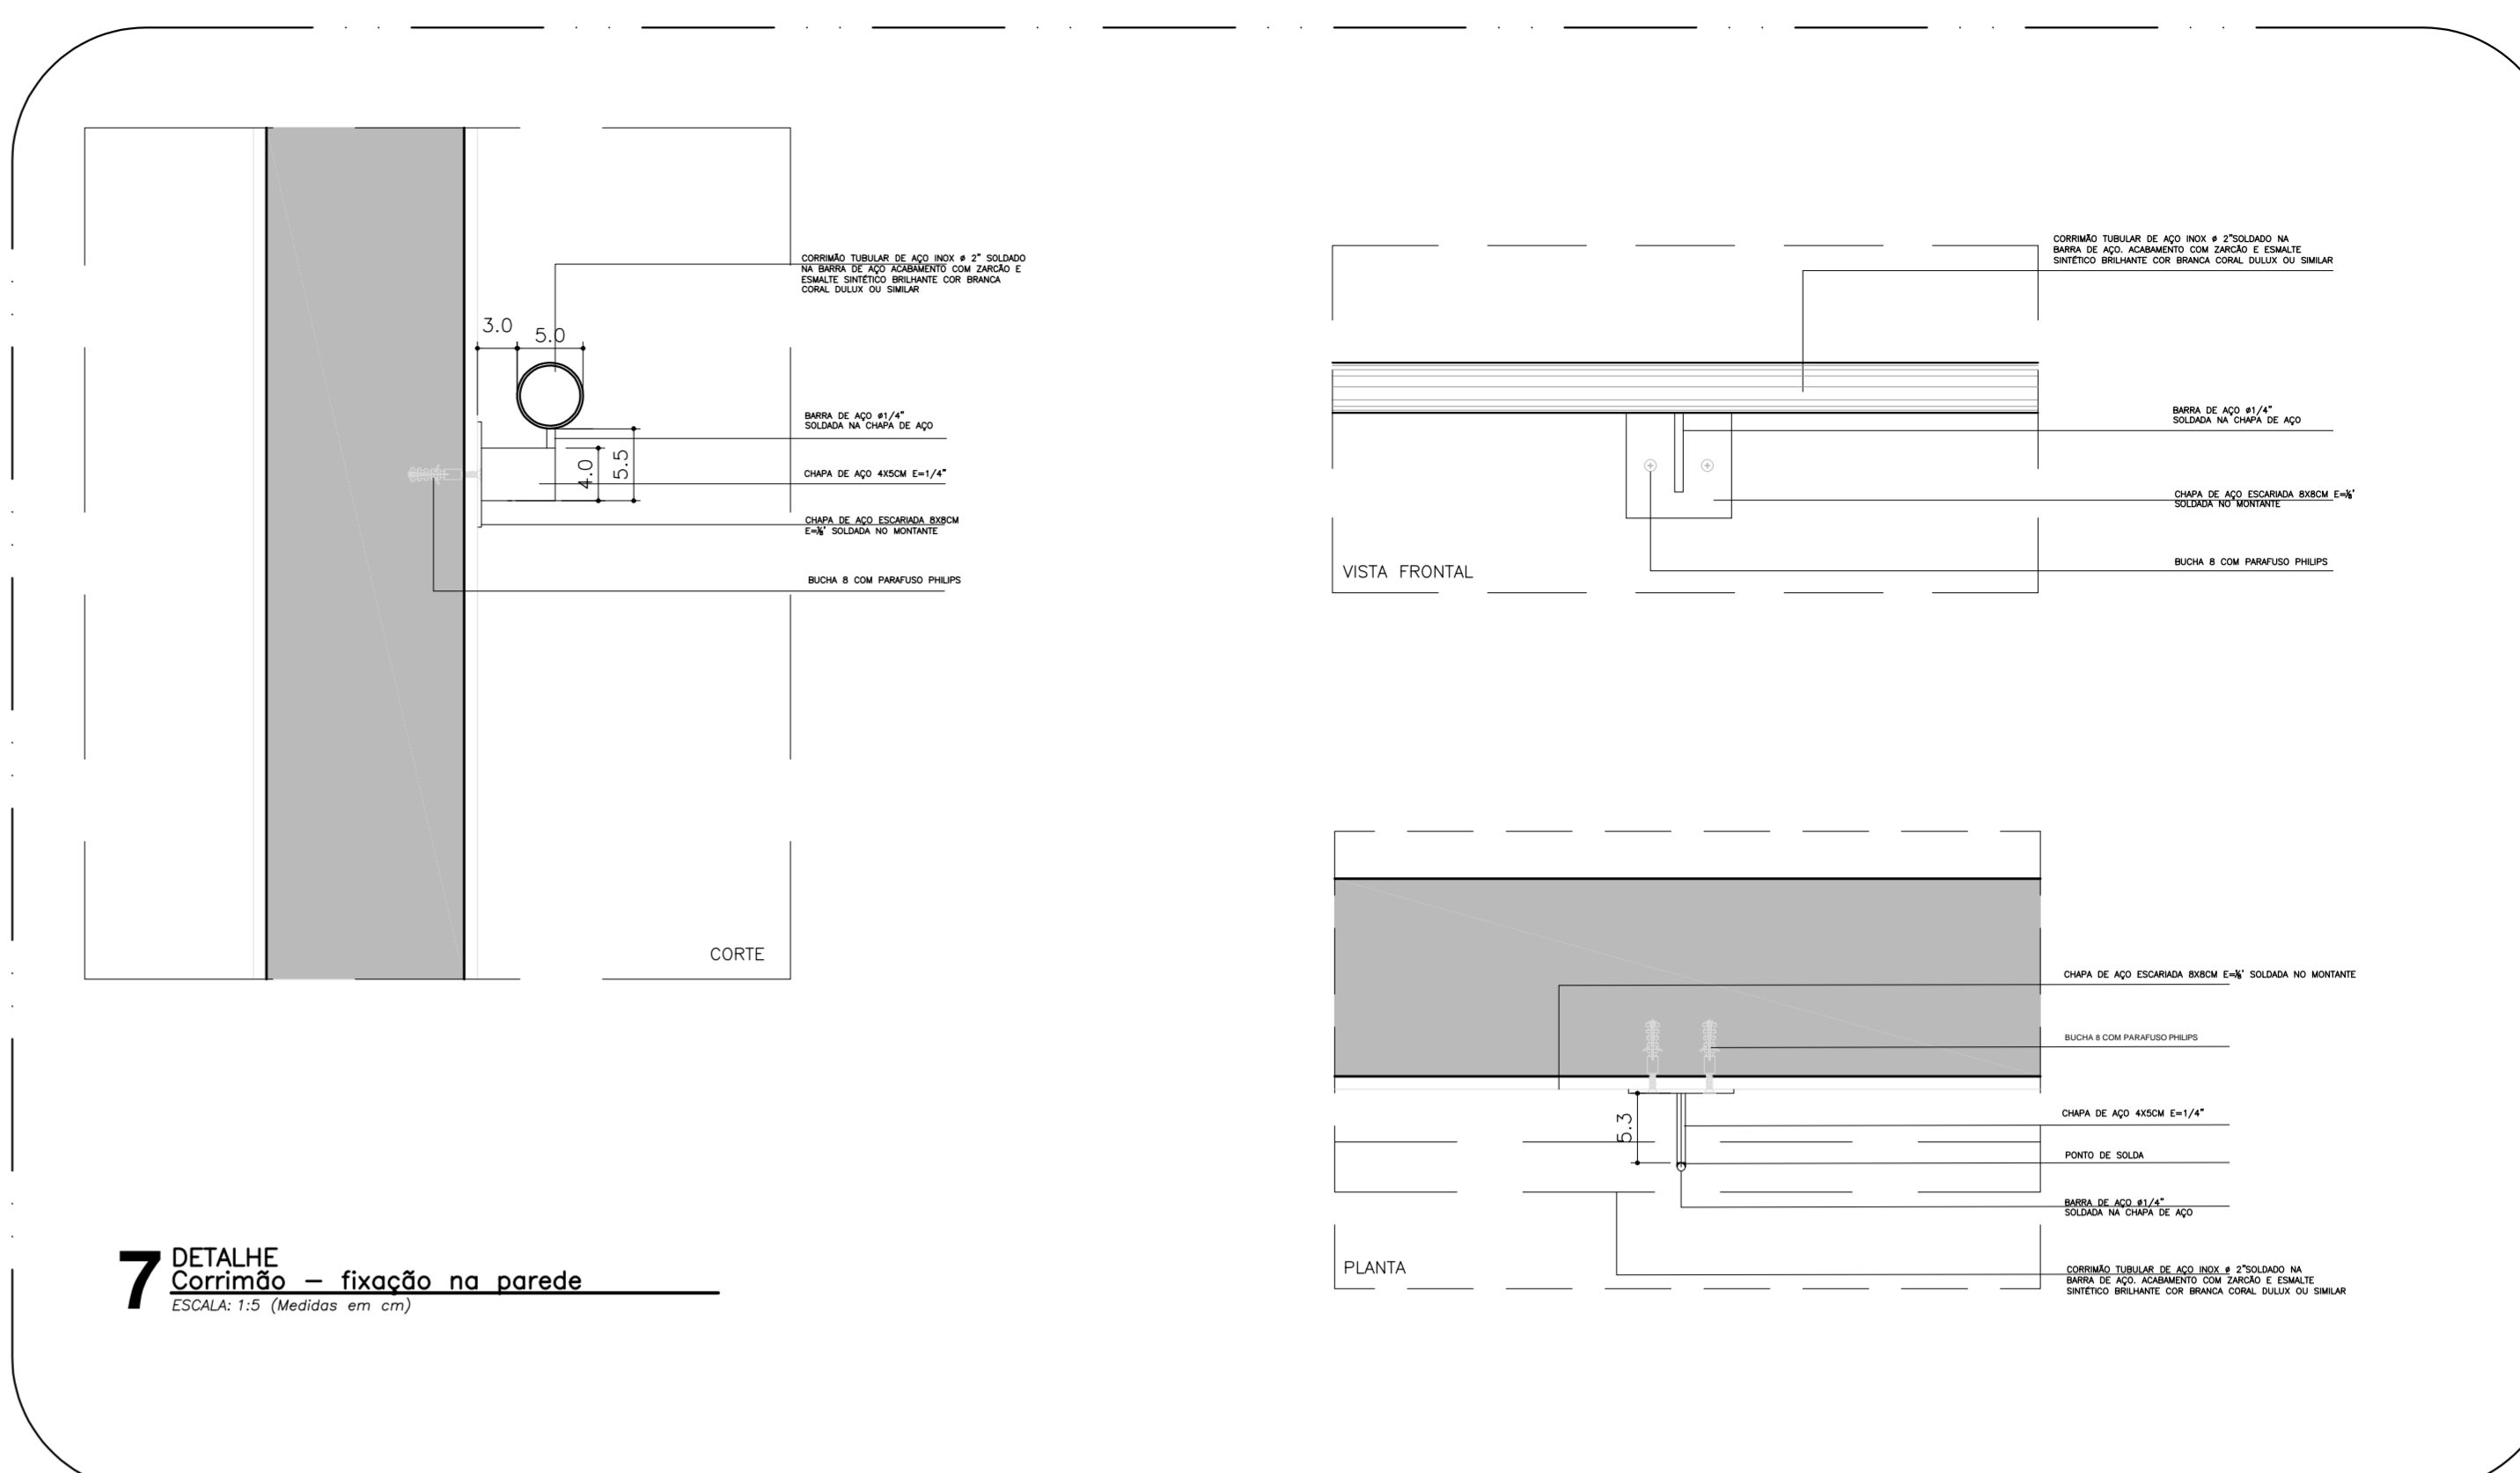 CORRIMÃO TUBULAR DE AÇO INOX ø 2" SOLDADO
NA BARRA DE AÇO ACABAMENTO COM ZARCÃO E
ESMALTE SINTÉTICO BRILHANTE COR BRANCA
CORAL DULUX OU SIMILAR
3.0
5.0
BARRA DE AÇO ø1/4"
SOLDADA NA CHAPA DE AÇO
4.0
5.5
CHAPA DE AÇO 4X5CM E=1/4"
CHAPA DE AÇO ESCARIADA 8X8CM
E=⅛' SOLDADA NO MONTANTE
BUCHA 8 COM PARAFUSO PHILIPS
CORTE
CORRIMÃO TUBULAR DE AÇO INOX ø 2"SOLDADO NA
BARRA DE AÇO. ACABAMENTO COM ZARCÃO E ESMALTE
SINTÉTICO BRILHANTE COR BRANCA CORAL DULUX OU SIMILAR
BARRA DE AÇO ø1/4"
SOLDADA NA CHAPA DE AÇO
CHAPA DE AÇO ESCARIADA 8X8CM E=⅛'
SOLDADA NO MONTANTE
BUCHA 8 COM PARAFUSO PHILIPS
VISTA FRONTAL
CHAPA DE AÇO ESCARIADA 8X8CM E=⅛' SOLDADA NO MONTANTE
BUCHA 8 COM PARAFUSO PHILIPS
5.3
CHAPA DE AÇO 4X5CM E=1/4"
PONTO DE SOLDA
BARRA DE AÇO ø1/4"
SOLDADA NA CHAPA DE AÇO
PLANTA
CORRIMÃO TUBULAR DE AÇO INOX ø 2"SOLDADO NA
BARRA DE AÇO. ACABAMENTO COM ZARCÃO E ESMALTE
SINTÉTICO BRILHANTE COR BRANCA CORAL DULUX OU SIMILAR
7 DETALHE
Corrimão – fixação na parede
ESCALA: 1:5 (Medidas em cm)